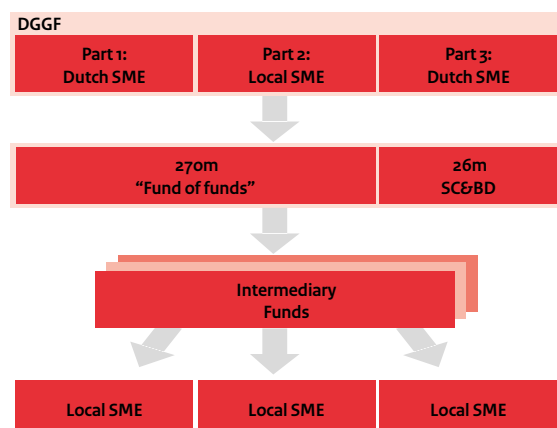 DGGF
Part 1:
Dutch SME
Part 2:
Local SME
Part 3:
Dutch SME
270m
“Fund of funds”
26m
SC&BD
Intermediary
Funds
Local SME
Local SME
Local SME